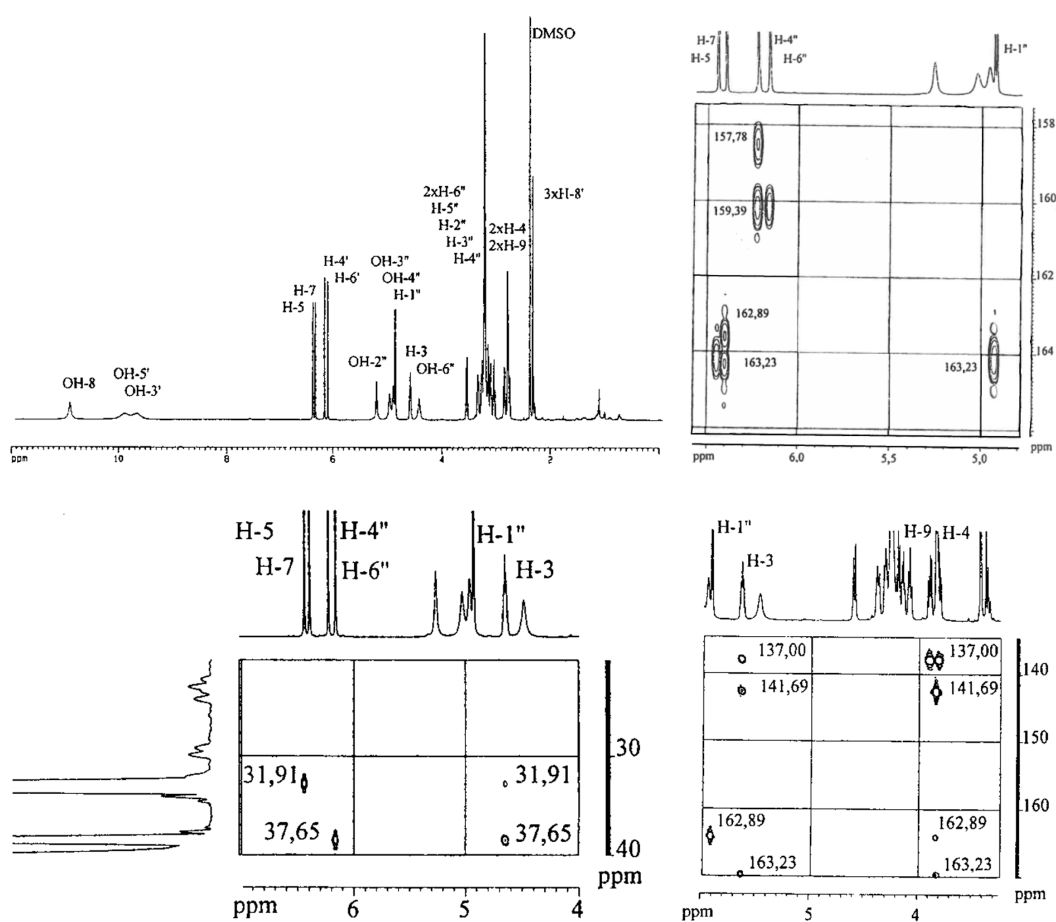 DMSO
3xH-8'
2xH-6"
H-5"
H-2"
H-3"
H-4"
2xH-4
2xH-9
H-4'
H-6'
H-7
H-5
OH-3"
OH-4"
H-1"
OH-2"
H-3
OH-6"
OH-8
OH-5'
OH-3'
ppm 10 8 6 4 2
H-7
H-5
H-4"
H-6"
H-1"
157,78
159,39
162,89
163,23
163,23
158
160
162
164
ppm
ppm 6,0 5,5 5,0
H-5
H-7
H-4"
H-6"
H-1"
H-3
31,91
31,91
37,65
37,65
30
40
ppm
ppm 6 5 4
H-1"
H-3
H-9
H-4
137,00
137,00
141,69
141,69
162,89
162,89
163,23
163,23
140
150
160
ppm
ppm 5 4